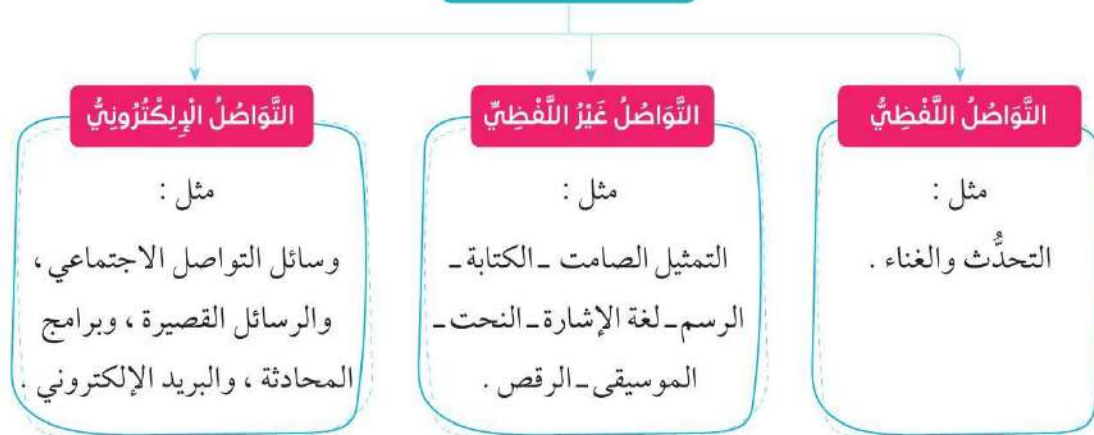 التَّوَاصُلُ اللَّفْظِيُّ
مثل :
التحدُّث والغناء .
التَّوَاصُلُ غَيْرُ اللَّفْظِيِّ
مثل :
التمثيل الصامت ـ الكتابة ـ
الرسم ـ لغة الإشارة ـ النحت ـ
الموسيقى ـ الرقص .
التَّوَاصُلُ الْإِلِكْتُرُونِيُّ
مثل :
وسائل التواصل الاجتماعي ،
والرسائل القصيرة ، وبرامج
المحادثة ، والبريد الإلكتروني .